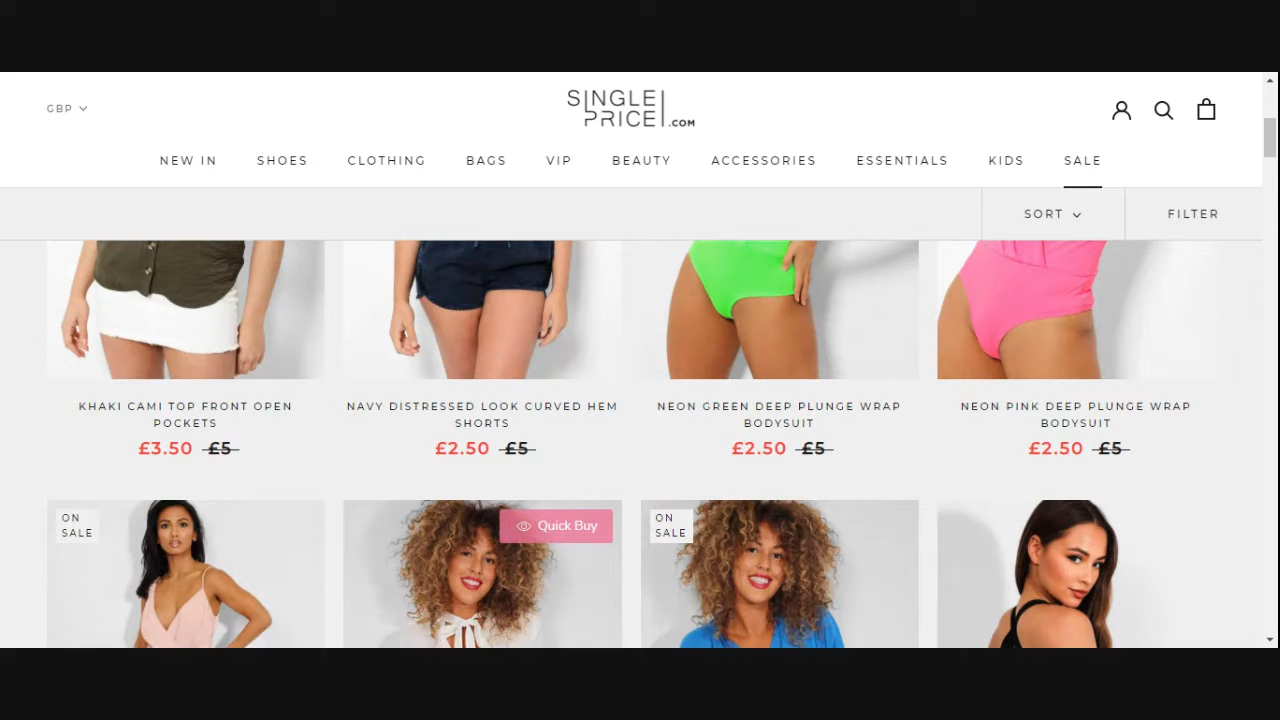 GBP
SINGLE
PRICE.COM
NEW IN SHOES CLOTHING BAGS VIP BEAUTY ACCESSORIES ESSENTIALS KIDS SALE
SORT FILTER
KHAKI CAMI TOP FRONT OPEN
POCKETS
£3.50 £5
NAVY DISTRESSED LOOK CURVED HEM
SHORTS
£2.50 £5
NEON GREEN DEEP PLUNGE WRAP
BODYSUIT
£2.50 £5
NEON PINK DEEP PLUNGE WRAP
BODYSUIT
£2.50 £5
ON
SALE
Quick Buy
ON
SALE